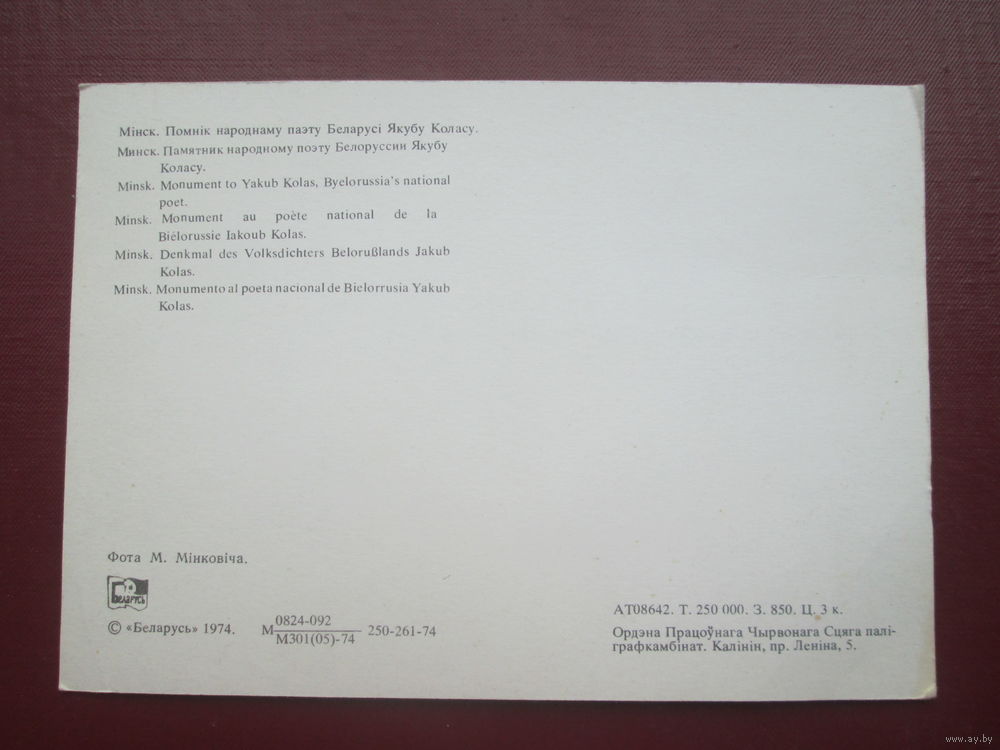 Мінск. Помнік народнаму паэту Беларусі Якубу Коласу.
Минск. Памятник народному поэту Белоруссии Якубу
Коласу.
Minsk. Monument to Yakub Kolas, Byelorussia's national
poet.
Minsk. Monument au poète national de la
Biélorussie Iakoub Kolas.
Minsk. Denkmal des Volksdichters Belorußlands Jakub
Kolas.
Minsk. Monumento al poeta nacional de Bielorrusia Yakub
Kolas.
Фота М. Мінковіча.
Беларусь
© «Беларусь» 1974.
М 0824-092
М301(05)-74 250-261-74
АТ08642. Т. 250 000. З. 850. Ц. 3 к.
Ордэна Працоўнага Чырвонага Сцяга палі-
графкамбінат. Калінін, пр. Леніна, 5.
www.ay.by